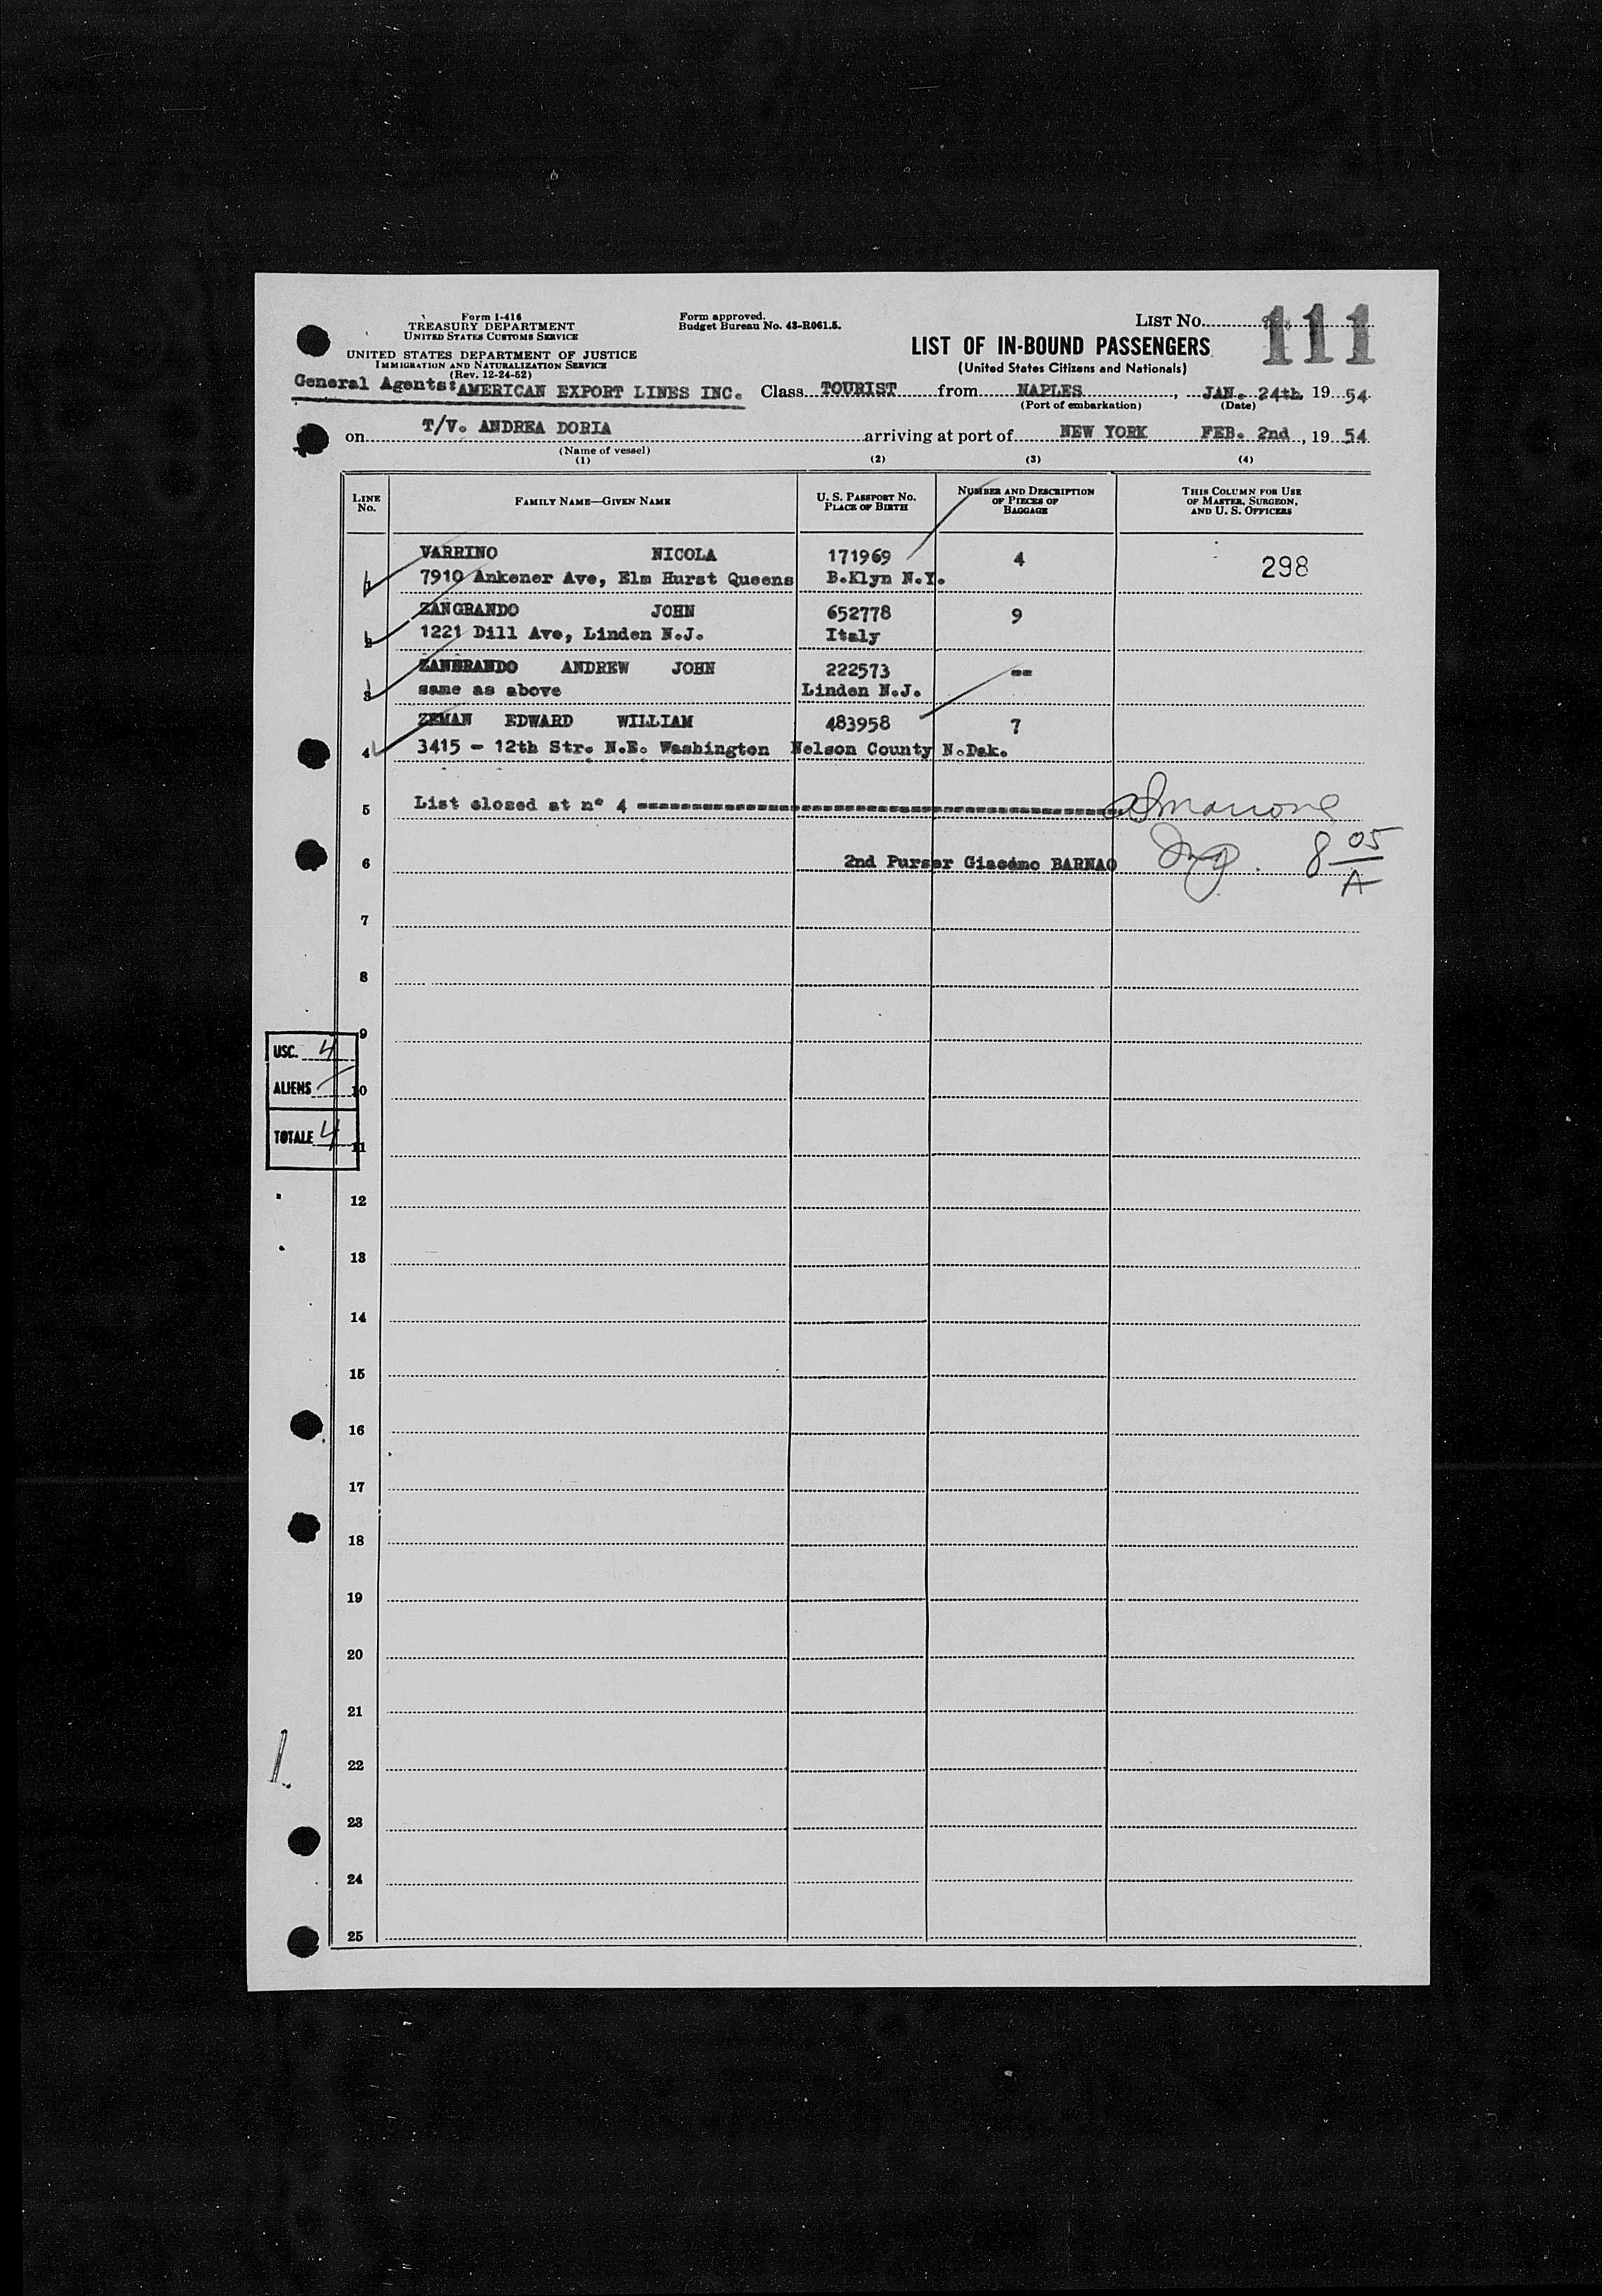 Form I-416
TREASURY DEPARTMENT
UNITED STATES CUSTOMS SERVICE
UNITED STATES DEPARTMENT OF JUSTICE
IMMIGRATION AND NATURALIZATION SERVICE
(Rev. 12-24-52)
Form approved.
Budget Bureau No. 43-R061.5.
LIST No. 111
LIST OF IN-BOUND PASSENGERS
(United States Citizens and Nationals)
General Agents: AMERICAN EXPORT LINES INC. Class TOURIST from NAPLES, JAN. 24th, 1954
(Port of embarkation) (Date)
on T/V. ANDREA DORIA arriving at port of NEW YORK FEB. 2nd, 1954
(Name of vessel)
(1) (2) (3) (4)
LINE No. FAMILY NAME—GIVEN NAME U. S. PASSPORT NO. PLACE OF BIRTH NUMBER AND DESCRIPTION OF PIECES OF BAGGAGE THIS COLUMN FOR USE OF MASTER, SURGEON, AND U. S. OFFICERS
1 VARRINO NICOLA 171969 4 298
7910 Ankener Ave, Elm Hurst Queens B.Klyn N.Y.
2 ZANGRANDO JOHN 652778 9
1221 Dill Ave, Linden N.J. Italy
3 ZANGRANDO ANDREW JOHN 222573 --
same as above Linden N.J.
4 ZEMAN EDWARD WILLIAM 483958 7
3415 - 12th Str. N.E. Washington Nelson County N.Dak.
5 List closed at n° 4
6 2nd Purser Giacomo BARNAO 8 05/A
7
8
9
USC. 4
10
ALIENS /
11
TOTALE 4
12
13
14
15
16
17
18
19
20
21
22
23
24
25